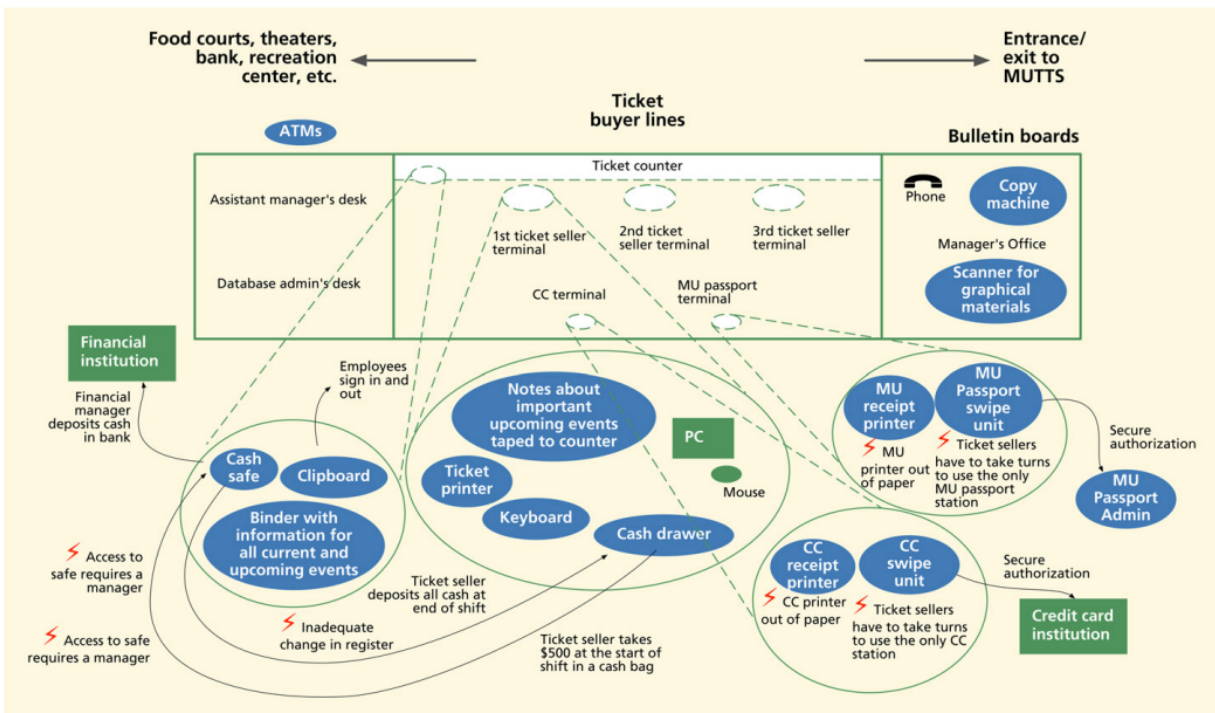 Food courts, theaters,
bank, recreation
center, etc.
Entrance/
exit to
MUTTS
Ticket
buyer lines
ATMs
Bulletin boards
Ticket counter
Assistant manager's desk
Phone
Copy
machine
1st ticket seller
terminal
2nd ticket
seller terminal
3rd ticket seller
terminal
Manager's Office
Database admin's desk
CC terminal
MU passport
terminal
Scanner for
graphical
materials
Financial
institution
Employees
sign in and
out
Financial
manager
deposits cash
in bank
Cash
safe
Clipboard
Binder with
information for
all current and
upcoming events
Notes about
important
upcoming events
taped to counter
PC
Mouse
Ticket
printer
Keyboard
Cash drawer
MU
receipt
printer
MU
Passport
swipe
unit
MU
printer out
of paper
Ticket sellers
have to take turns
to use the only
MU passport
station
Secure
authorization
MU
Passport
Admin
Access to
safe requires a
manager
Access to safe
requires a manager
Ticket seller
deposits all cash at
end of shift
Inadequate
change in register
Ticket seller takes
$500 at the start of
shift in a cash bag
CC
receipt
printer
CC
swipe
unit
CC printer
out of paper
Ticket sellers
have to take turns
to use the only CC
station
Secure
authorization
Credit card
institution